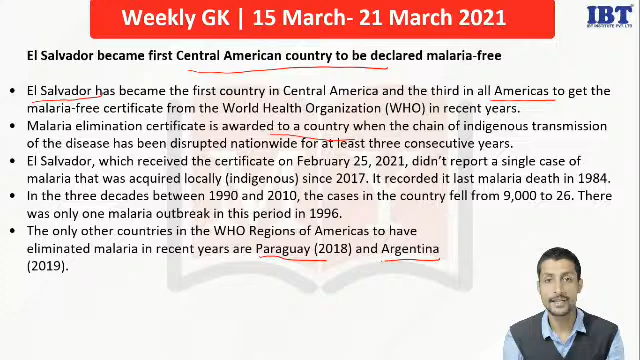 Weekly GK | 15 March- 21 March 2021
IBT
IBT INSTITUTE PVT LTD
El Salvador became first Central American country to be declared malaria-free
• El Salvador has became the first country in Central America and the third in all Americas to get the
malaria-free certificate from the World Health Organization (WHO) in recent years.
• Malaria elimination certificate is awarded to a country when the chain of indigenous transmission
of the disease has been disrupted nationwide for at least three consecutive years.
• El Salvador, which received the certificate on February 25, 2021, didn't report a single case of
malaria that was acquired locally (indigenous) since 2017. It recorded it last malaria death in 1984.
• In the three decades between 1990 and 2010, the cases in the country fell from 9,000 to 26. There
was only one malaria outbreak in this period in 1996.
• The only other countries in the WHO Regions of Americas to have
eliminated malaria in recent years are Paraguay (2018) and Argentina
(2019).